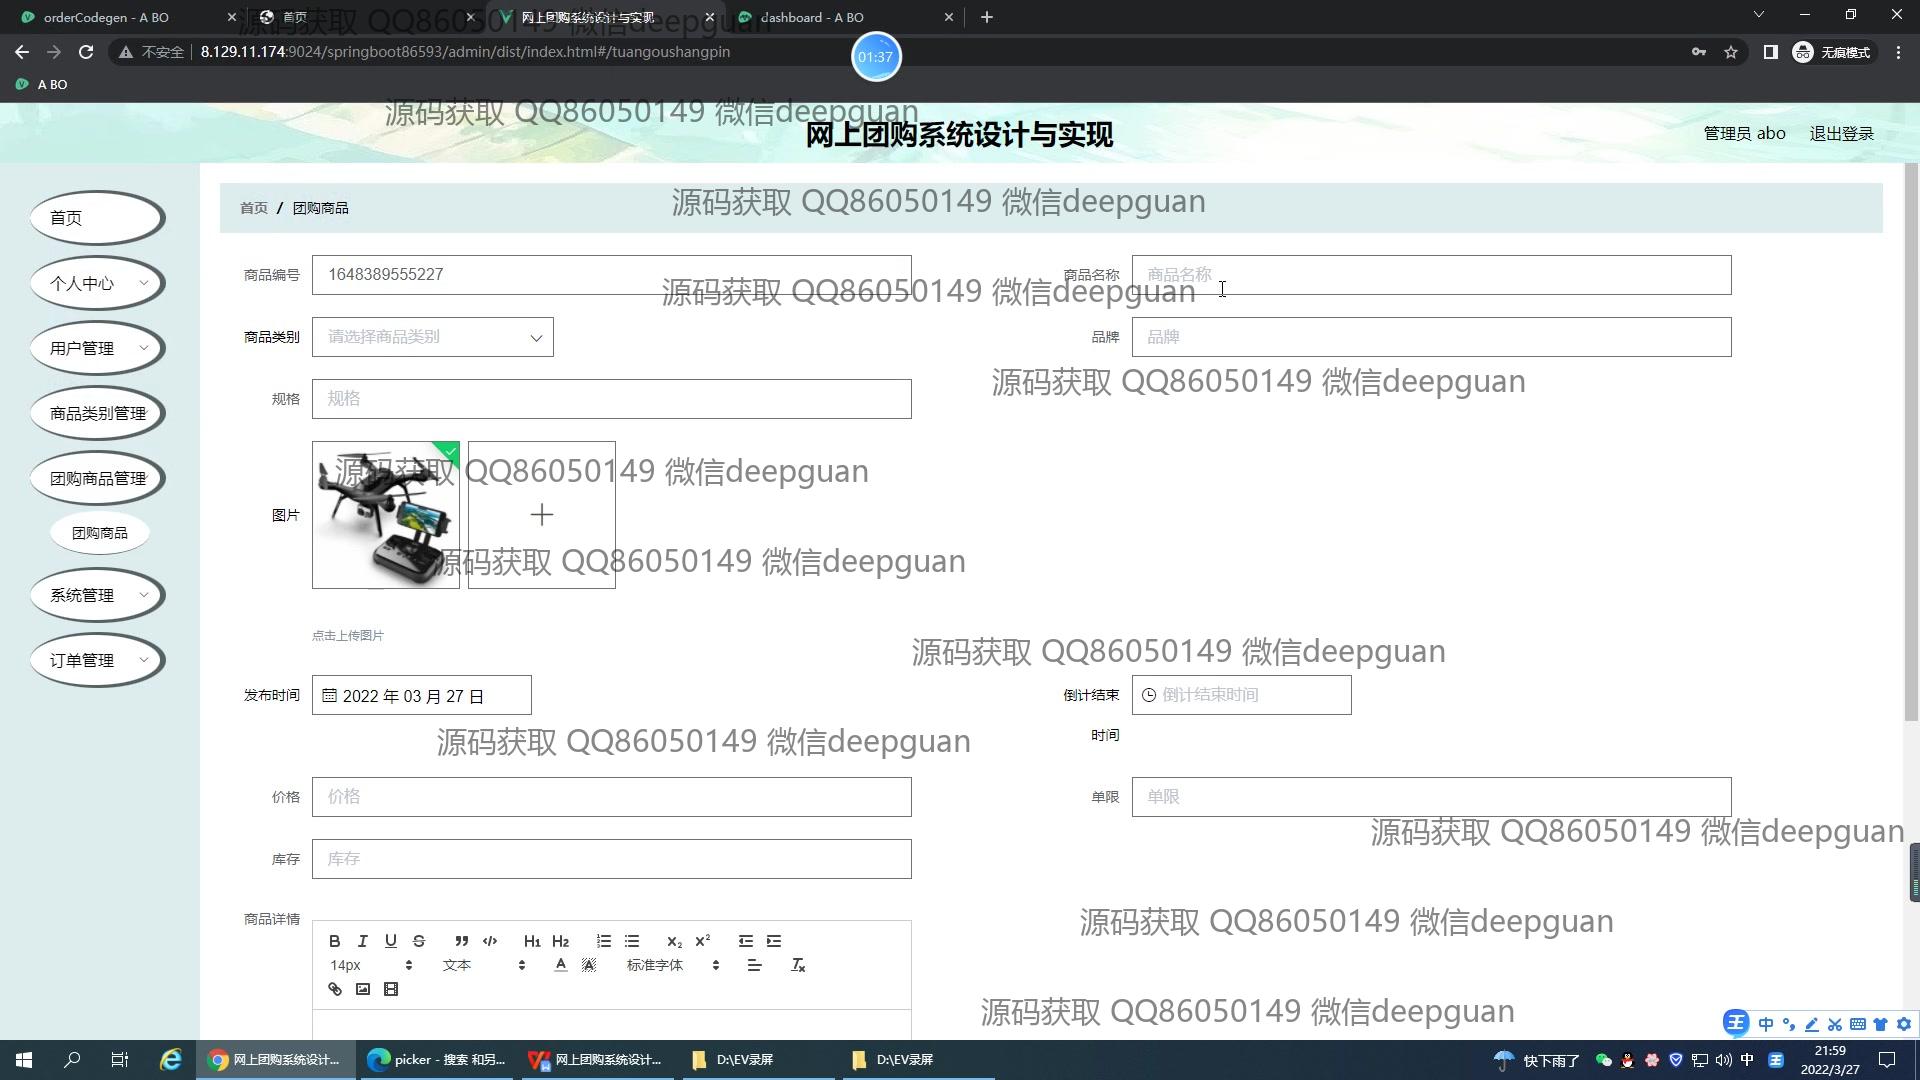 orderCodegen - A BO
首页
网上团购系统设计与实现
dashboard - A BO
源码获取 QQ86050149 微信deepguan
不安全
8.129.11.174:9024/springboot86593/admin/dist/index.html#/tuangoushangpin
01:37
无痕模式
A BO
源码获取 QQ86050149 微信deepguan
网上团购系统设计与实现
管理员 abo
退出登录
首页
个人中心
用户管理
商品类别管理
团购商品管理
团购商品
系统管理
订单管理
首页 / 团购商品
源码获取 QQ86050149 微信deepguan
商品编号
1648389555227
商品名称
商品名称
源码获取 QQ86050149 微信deepguan
商品类别
请选择商品类别
品牌
品牌
源码获取 QQ86050149 微信deepguan
规格
规格
源码获取 QQ86050149 微信deepguan
图片
源码获取 QQ86050149 微信deepguan
点击上传图片
源码获取 QQ86050149 微信deepguan
发布时间
2022 年 03 月 27 日
倒计结束
时间
倒计结束时间
源码获取 QQ86050149 微信deepguan
价格
价格
单限
单限
源码获取 QQ86050149 微信deepguan
库存
库存
商品详情
源码获取 QQ86050149 微信deepguan
B I U S H1 H2 X2 X2
14px
文本
A A
标准字体
Tx
源码获取 QQ86050149 微信deepguan
王 中
网上团购系统设计...
picker - 搜索 和另...
网上团购系统设计...
D:\EV录屏
D:\EV录屏
快下雨了
中
王
21:59
2022/3/27